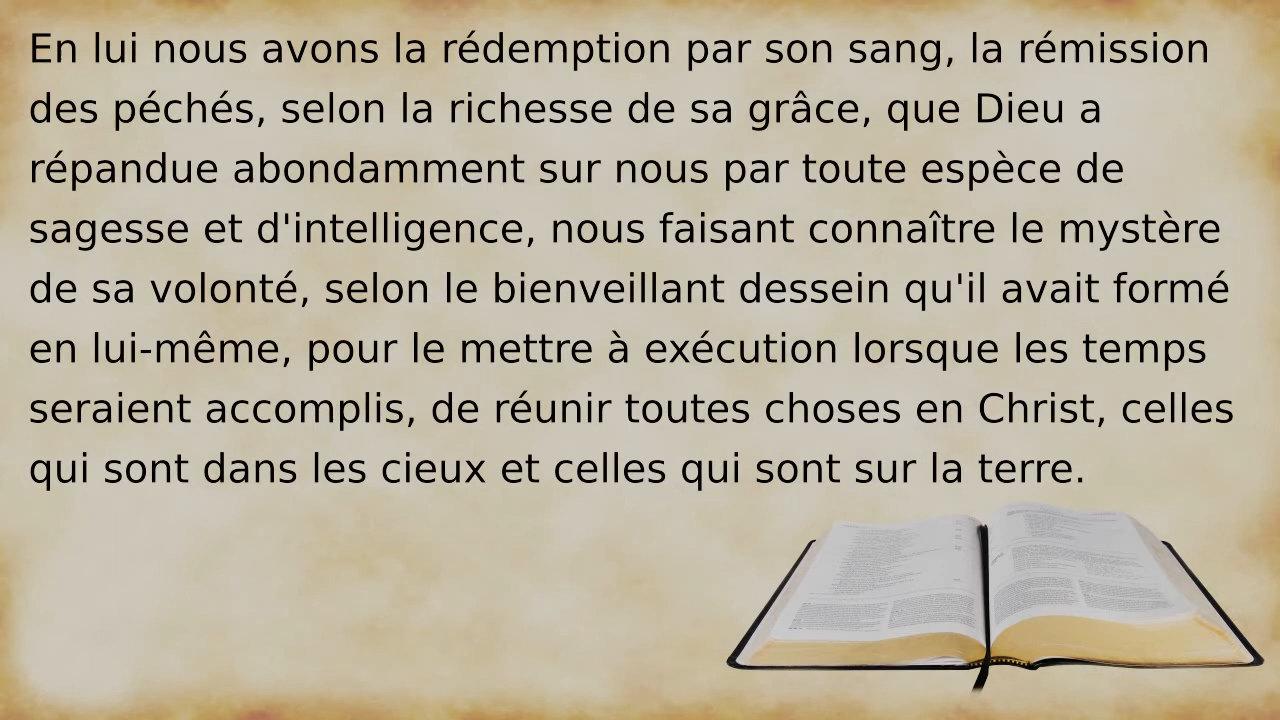 En lui nous avons la rédemption par son sang, la rémission
des péchés, selon la richesse de sa grâce, que Dieu a
répandue abondamment sur nous par toute espèce de
sagesse et d'intelligence, nous faisant connaître le mystère
de sa volonté, selon le bienveillant dessein qu'il avait formé
en lui-même, pour le mettre à exécution lorsque les temps
seraient accomplis, de réunir toutes choses en Christ, celles
qui sont dans les cieux et celles qui sont sur la terre.